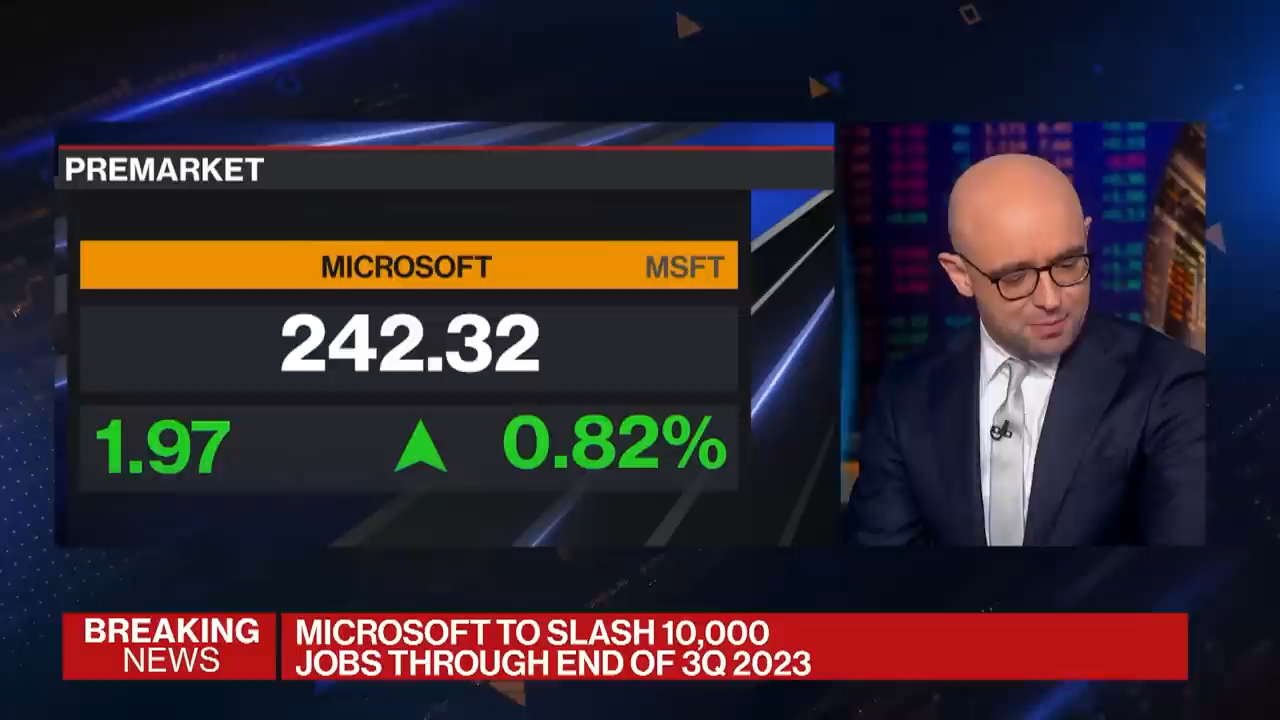 PREMARKET
MICROSOFT MSFT
242.32
1.97 0.82%
BREAKING
NEWS
MICROSOFT TO SLASH 10,000
JOBS THROUGH END OF 3Q 2023